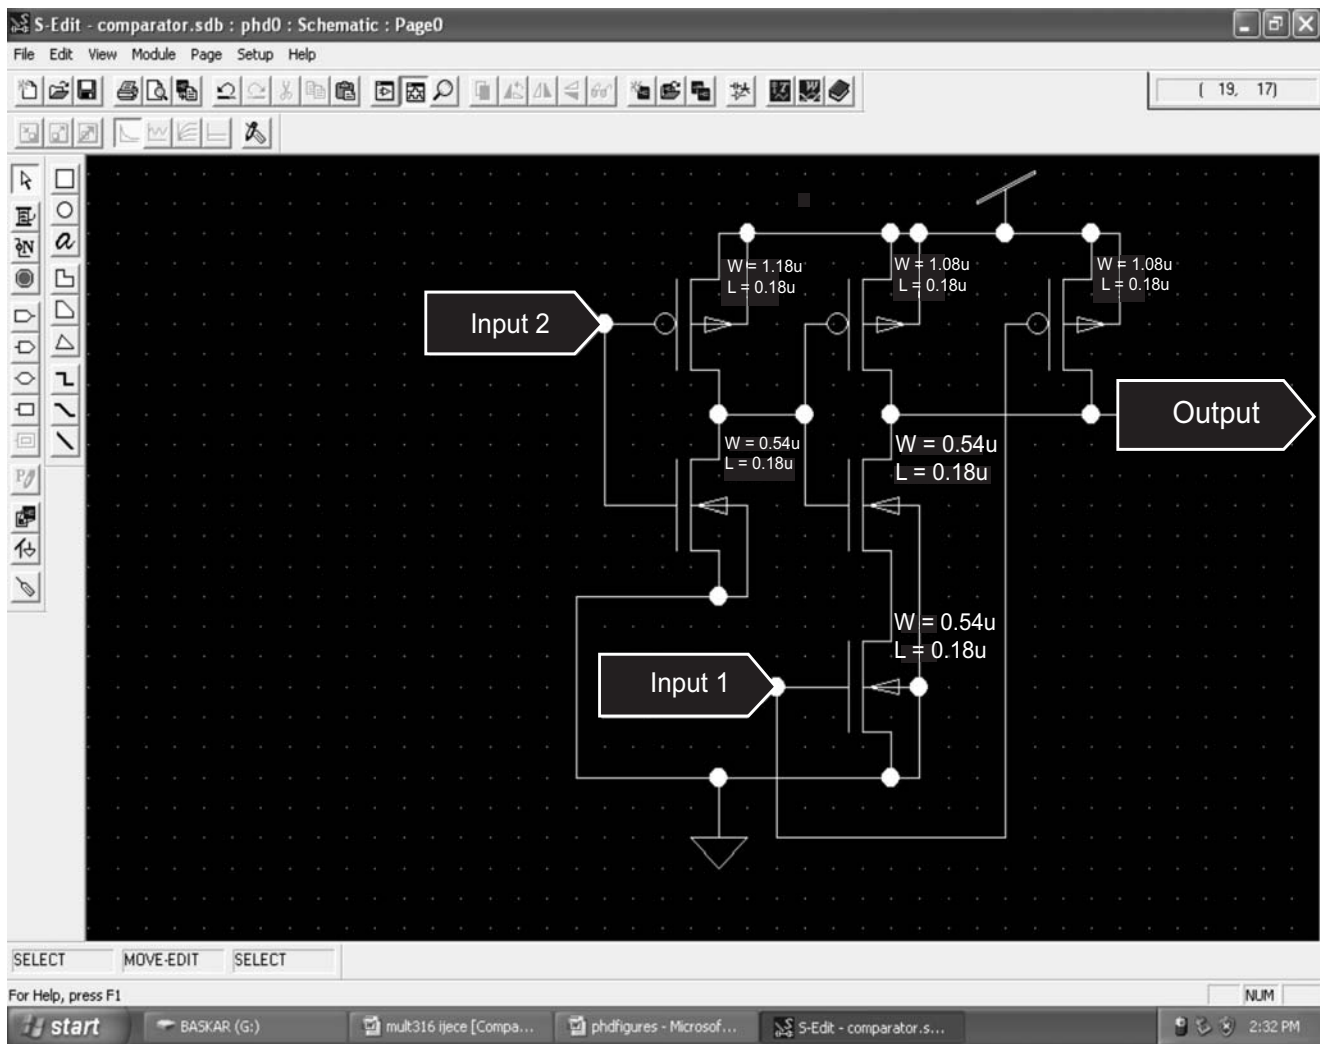 S-Edit - comparator.sdb : phd0 : Schematic : Page0
File Edit View Module Page Setup Help
( 19, 17)
W = 1.18u
L = 0.18u
W = 1.08u
L = 0.18u
W = 1.08u
L = 0.18u
Input 2
Output
W = 0.54u
L = 0.18u
W = 0.54u
L = 0.18u
W = 0.54u
L = 0.18u
Input 1
SELECT MOVE-EDIT SELECT
For Help, press F1
NUM
start
BASKAR (G:)
mult316 ijece [Compa...
phdfigures - Microsof...
S-Edit - comparator.s...
2:32 PM